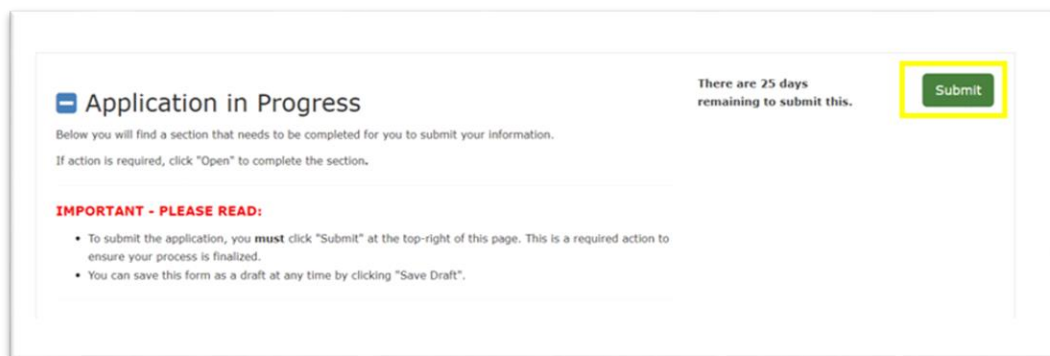 Application in Progress
There are 25 days
remaining to submit this.
Submit
Below you will find a section that needs to be completed for you to submit your information.
If action is required, click "Open" to complete the section.
IMPORTANT - PLEASE READ:
• To submit the application, you must click "Submit" at the top-right of this page. This is a required action to
ensure your process is finalized.
• You can save this form as a draft at any time by clicking "Save Draft".